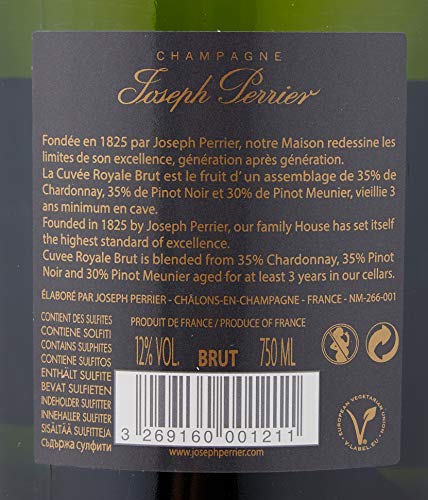 CHAMPAGNE
Joseph Perrier
Fondée en 1825 par Joseph Perrier, notre Maison redessine les
limites de son excellence, génération après génération.
La Cuvée Royale Brut est le fruit d'un assemblage de 35% de
Chardonnay, 35% de Pinot Noir et 30% de Pinot Meunier, vieillie 3
ans minimum en cave.
Founded in 1825 by Joseph Perrier, our family House has set itself
the highest standard of excellence.
Cuvee Royale Brut is blended from 35% Chardonnay, 35% Pinot
Noir and 30% Pinot Meunier aged for at least 3 years in our cellars.
ÉLABORÉ PAR JOSEPH PERRIER - CHÂLONS-EN-CHAMPAGNE - FRANCE - NM-266-001
CONTIENT DES SULFITES
CONTIENE SOLFITI
CONTAINS SULPHITES
CONTIENE SULFITOS
ENTHÄLT SULFITE
BEVAT SULFIETEN
INDEHOLDER SULFITTER
INNEHALLER SULFITER
SISÄLTÄÄ SULFIITTEJA
СЪДЪРЖА СУЛФИТИ
PRODUIT DE FRANCE / PRODUCE OF FRANCE
12% VOL. BRUT 750 ML
3 269160 001211
www.josephperrier.com
EUROPEAN VEGETARIAN UNION
V-LABEL.EU